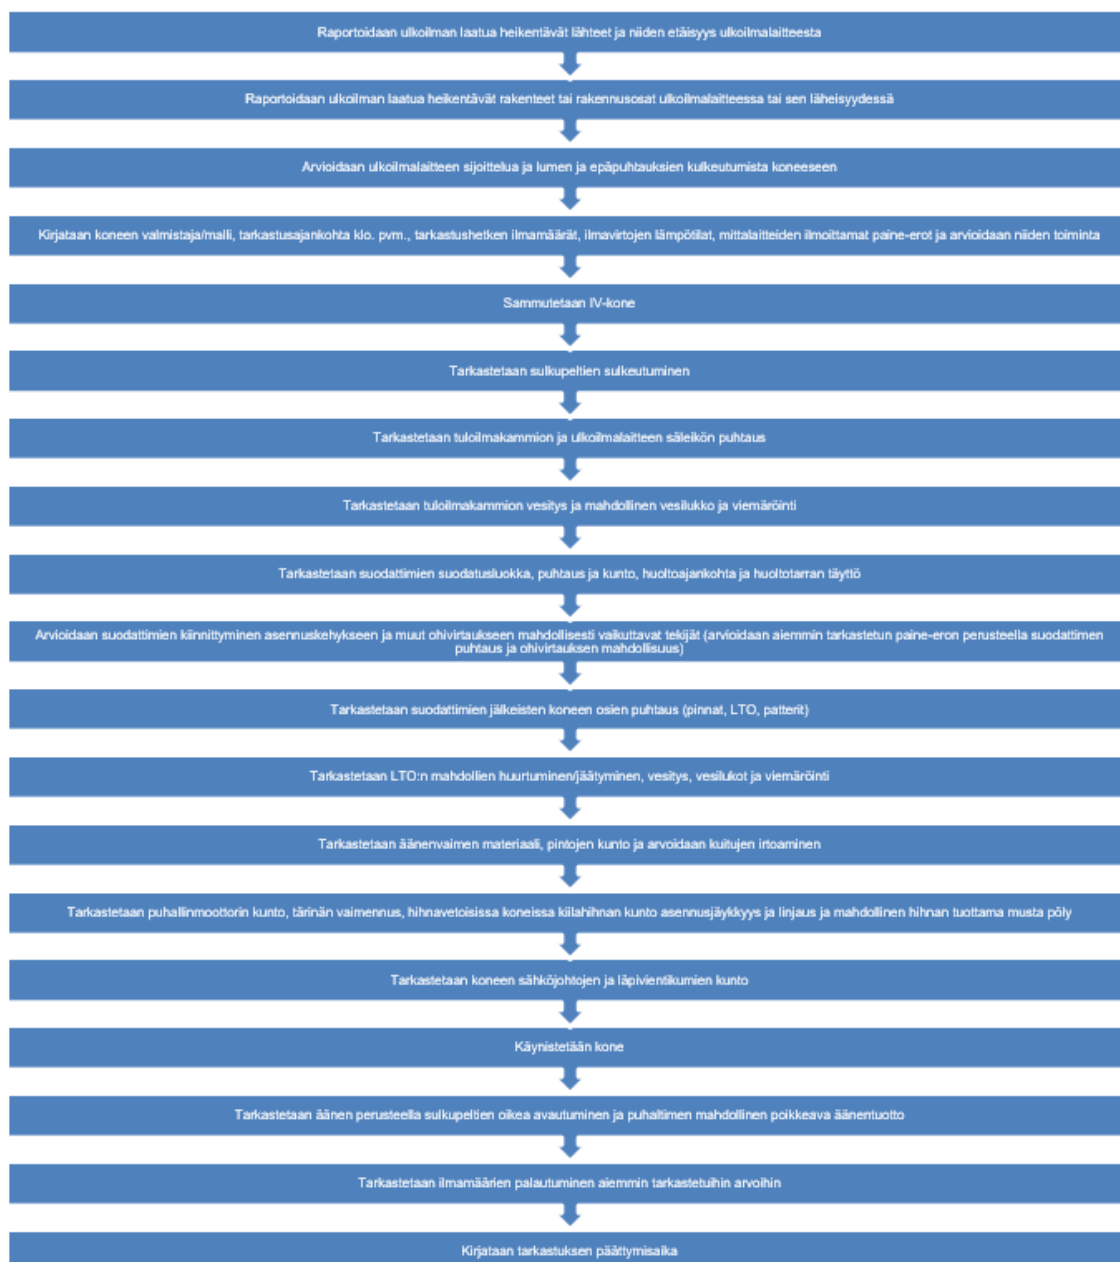 Raportoidaan ulkoilman laatua heikentävät lähteet ja niiden etäisyys ulkoilmalaitteesta
Raportoidaan ulkoilman laatua heikentävät rakenteet tai rakennusosat ulkoilmalaitteessa tai sen läheisyydessä
Arvioidaan ulkoilmalaitteen sijoittelua ja lumen ja epäpuhtauksien kulkeutumista koneeseen
Kirjataan koneen valmistaja/malli, tarkastusajankohta klo. pvm., tarkastushetken ilmamäärät, ilmavirtojen lämpötilat, mittalaitteiden ilmoittamat paine-erot ja arvioidaan niiden toiminta
Sammutetaan IV-kone
Tarkastetaan sulkupeltien sulkeutuminen
Tarkastetaan tuloilmakammion ja ulkoilmalaitteen säleikön puhtaus
Tarkastetaan tuloilmakammion vesitys ja mahdollinen vesilukko ja viemäröinti
Tarkastetaan suodattimien suodatusluokka, puhtaus ja kunto, huoltoajankohta ja huoltotarran täyttö
Arvioidaan suodattimien kiinnittyminen asennuskehykseen ja muut ohivirtaukseen mahdollisesti vaikuttavat tekijät (arvioidaan aiemmin tarkastetun paine-eron perusteella suodattimen
puhtaus ja ohivirtauksen mahdollisuus)
Tarkastetaan suodattimien jälkeisten koneen osien puhtaus (pinnat, LTO, patterit)
Tarkastetaan LTO:n mahdollien huurtuminen/jäätyminen, vesitys, vesilukot ja viemäröinti
Tarkastetaan äänenvaimen materiaali, pintojen kunto ja arvoidaan kuitujen irtoaminen
Tarkastetaan puhallinmoottorin kunto, tärinän vaimennus, hihnavetoisissa koneissa kiilahihnan kunto asennusjäykkyys ja linjaus ja mahdollinen hihnan tuottama musta pöly
Tarkastetaan koneen sähköjohtojen ja läpivientikumien kunto
Käynistetään kone
Tarkastetaan äänen perusteella sulkupeltien oikea avautuminen ja puhaltimen mahdollinen poikkeava äänentuotto
Tarkastetaan ilmamäärien palautuminen aiemmin tarkastetuihin arvoihin
Kirjataan tarkastuksen päättymisaika